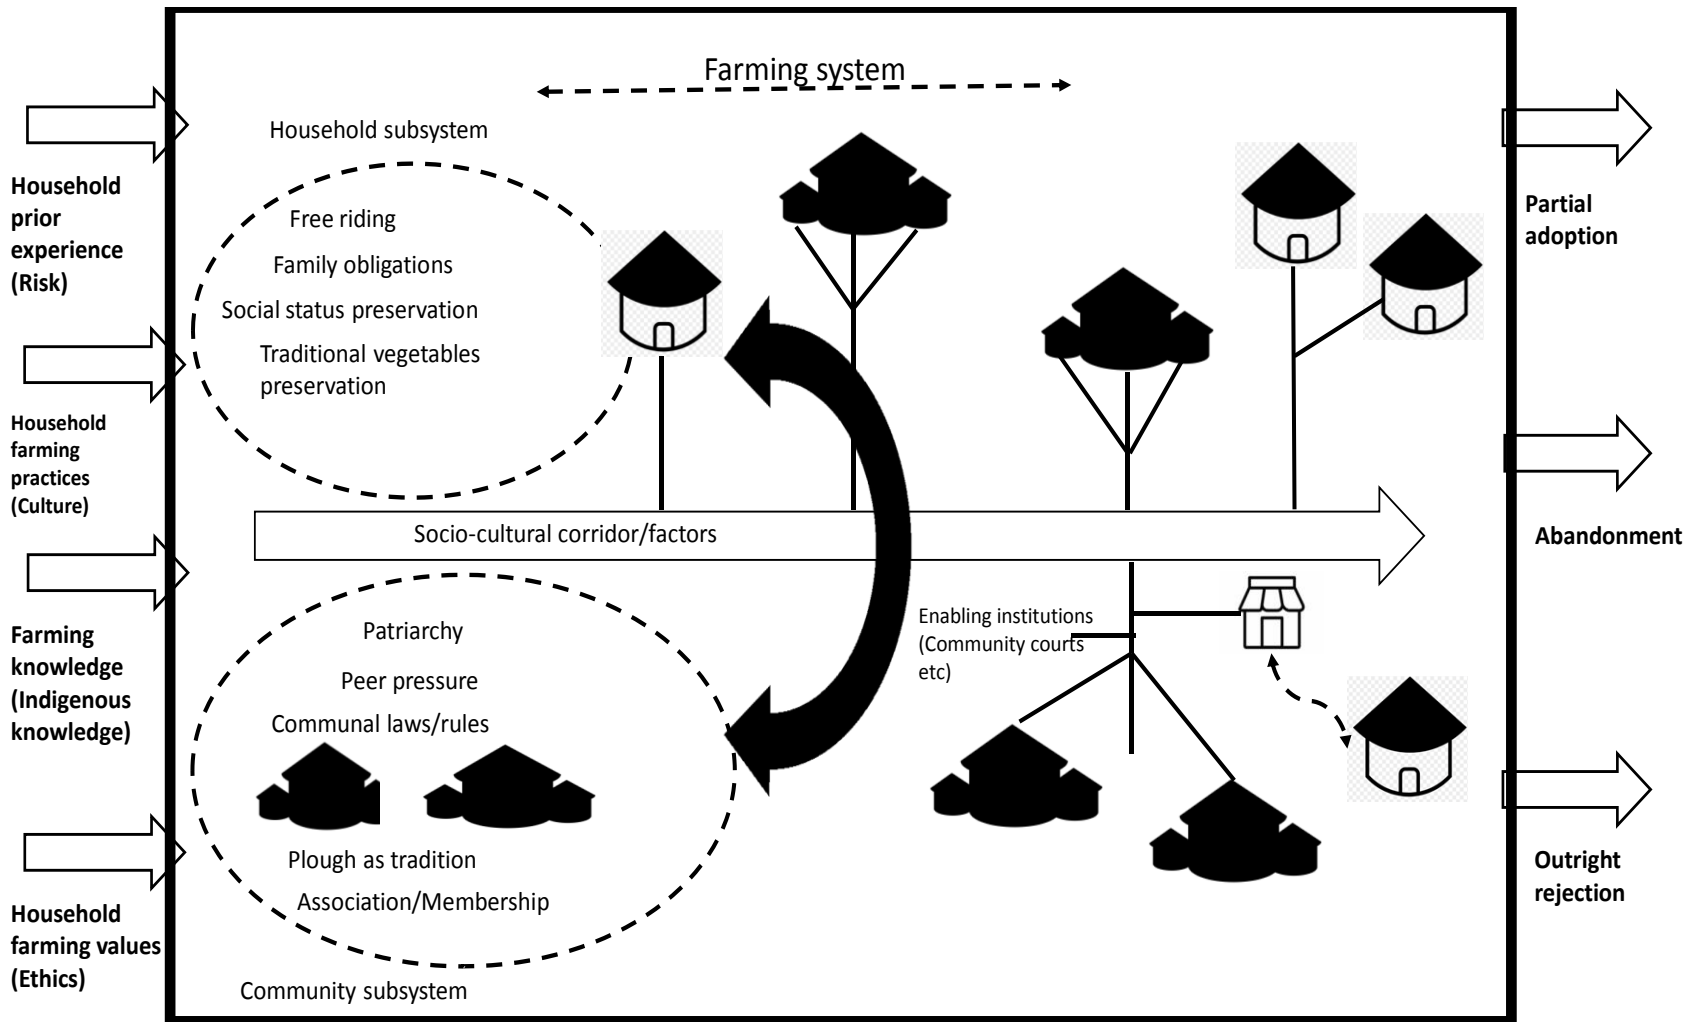 Farming system
Household subsystem
Free riding
Family obligations
Social status preservation
Traditional vegetables
preservation
Household
prior
experience
(Risk)
Household
farming
practices
(Culture)
Farming
knowledge
(Indigenous
knowledge)
Household
farming values
(Ethics)
Socio-cultural corridor/factors
Patriarchy
Peer pressure
Communal laws/rules
Plough as tradition
Association/Membership
Community subsystem
Enabling institutions
(Community courts
etc)
Partial
adoption
Abandonment
Outright
rejection